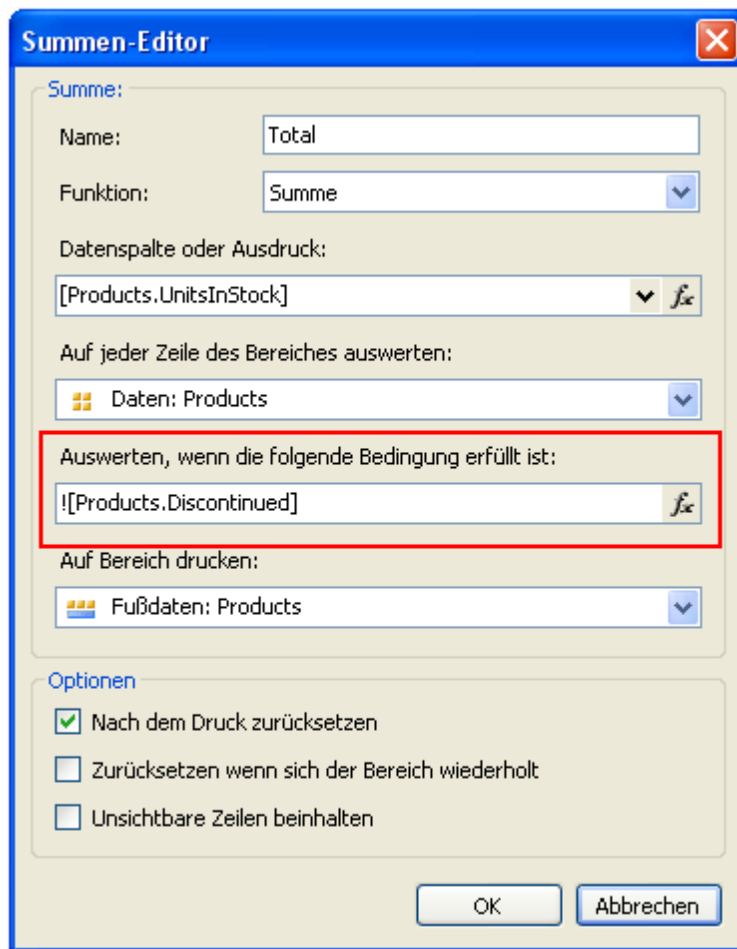 Summen-Editor
Summe:
Name: Total
Funktion: Summe
Datenspalte oder Ausdruck:
[Products.UnitsInStock] fx
Auf jeder Zeile des Bereiches auswerten:
Daten: Products
Auswerten, wenn die folgende Bedingung erfüllt ist:
![Products.Discontinued] fx
Auf Bereich drucken:
Fußdaten: Products
Optionen
Nach dem Druck zurücksetzen
Zurücksetzen wenn sich der Bereich wiederholt
Unsichtbare Zeilen beinhalten
OK Abbrechen